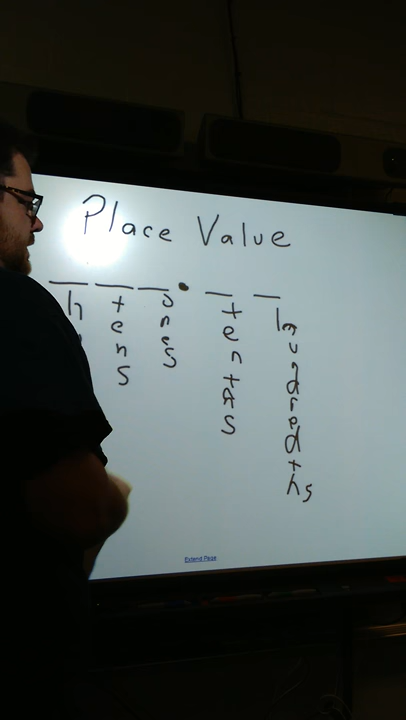 Place Value
tens
ones
tenths
hundredths
Extend Page